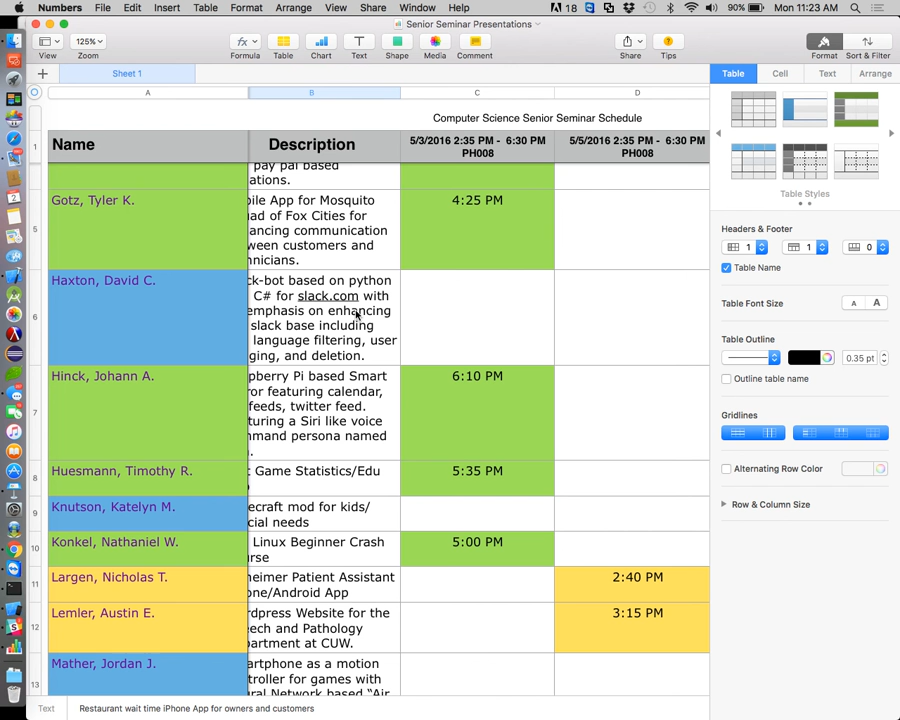 Numbers File Edit Insert Table Arrange View Share Window Help 18 90% Mon 11:23 AM
Senior Seminar Presentations
125%
View Zoom Formula Table Chart Text Shape Media Comment Share Tips Format Sort & Filter
Sheet 1
Table Cell Text Arrange
A B C D
Computer Science Senior Seminar Schedule
1 Name Description 5/3/2016 2:35 PM - 6:30 PM 5/5/2016 2:35 PM - 6:30 PM
PH008 PH008
pay pal based
ations.
5 Gotz, Tyler K. 4:25 PM
bile App for Mosquito
uad of Fox Cities for
ancing communication
ween customers and
hnicians.
6 Haxton, David C.
ck-bot based on python
C# for slack.com with
emphasis on enhancing
slack base including
language filtering, user
ging, and deletion.
7 Hinck, Johann A. 6:10 PM
pberry Pi based Smart
or featuring calendar,
feeds, twitter feed.
turing a Siri like voice
mmand persona named
8 Huesmann, Timothy R. 5:35 PM
Game Statistics/Edu
9 Knutson, Katelyn M.
ecraft mod for kids/
cial needs
10 Konkel, Nathaniel W. 5:00 PM
Linux Beginner Crash
urse
11 Largen, Nicholas T. 2:40 PM
heimer Patient Assistant
one/Android App
12 Lemler, Austin E. 3:15 PM
rdpress Website for the
ech and Pathology
partment at CUW.
13 Mather, Jordan J.
artphone as a motion
troller for games with
ral Network based "Air
Table Styles
Headers & Footer
1 1 0
Table Name
Table Font Size A A
Table Outline
0.35 pt
Outline table name
Gridlines
Alternating Row Color
Row & Column Size
Text Restaurant wait time iPhone App for owners and customers